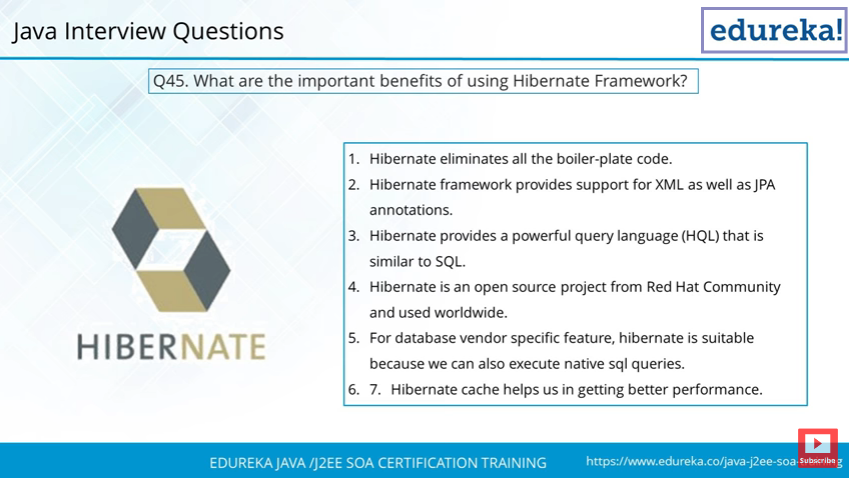 Java Interview Questions
edureka!
Q45. What are the important benefits of using Hibernate Framework?
1. Hibernate eliminates all the boiler-plate code.
2. Hibernate framework provides support for XML as well as JPA
annotations.
3. Hibernate provides a powerful query language (HQL) that is
similar to SQL.
4. Hibernate is an open source project from Red Hat Community
and used worldwide.
5. For database vendor specific feature, hibernate is suitable
because we can also execute native sql queries.
6. 7. Hibernate cache helps us in getting better performance.
HIBERNATE
EDUREKA JAVA /J2EE SOA CERTIFICATION TRAINING
https://www.edureka.co/java-j2ee-soa-
Subscribe